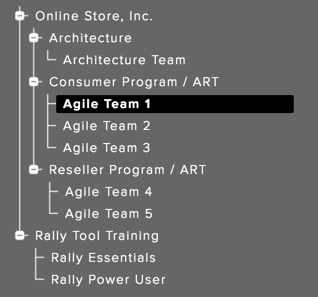 Online Store, Inc.
Architecture
Architecture Team
Consumer Program / ART
Agile Team 1
Agile Team 2
Agile Team 3
Reseller Program / ART
Agile Team 4
Agile Team 5
Rally Tool Training
Rally Essentials
Rally Power User